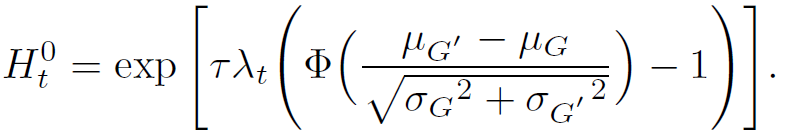 H_t^0 = \exp\left[\tau\lambda_t\left(\Phi\left(\frac{\mu_{G'} - \mu_G}{\sqrt{{\sigma_G}^2 + {\sigma_{G'}}^2}}\right) - 1\right)\right].